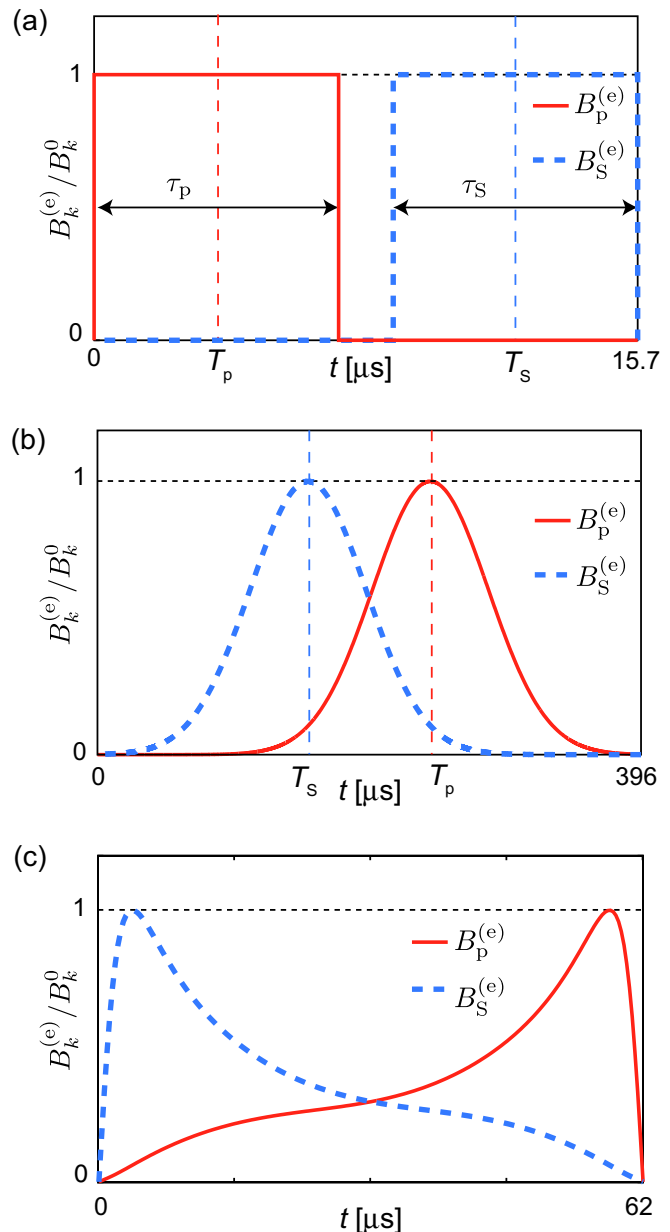 (a)
1
B_p^(e)
B_S^(e)
B_k^(e)/B_k^0
τ_p
τ_S
0
0
T_p
t [μs]
T_S
15.7
(b)
1
B_p^(e)
B_S^(e)
B_k^(e)/B_k^0
0
0
T_S
t [μs]
T_p
396
(c)
1
B_p^(e)
B_S^(e)
B_k^(e)/B_k^0
0
0
t [μs]
62